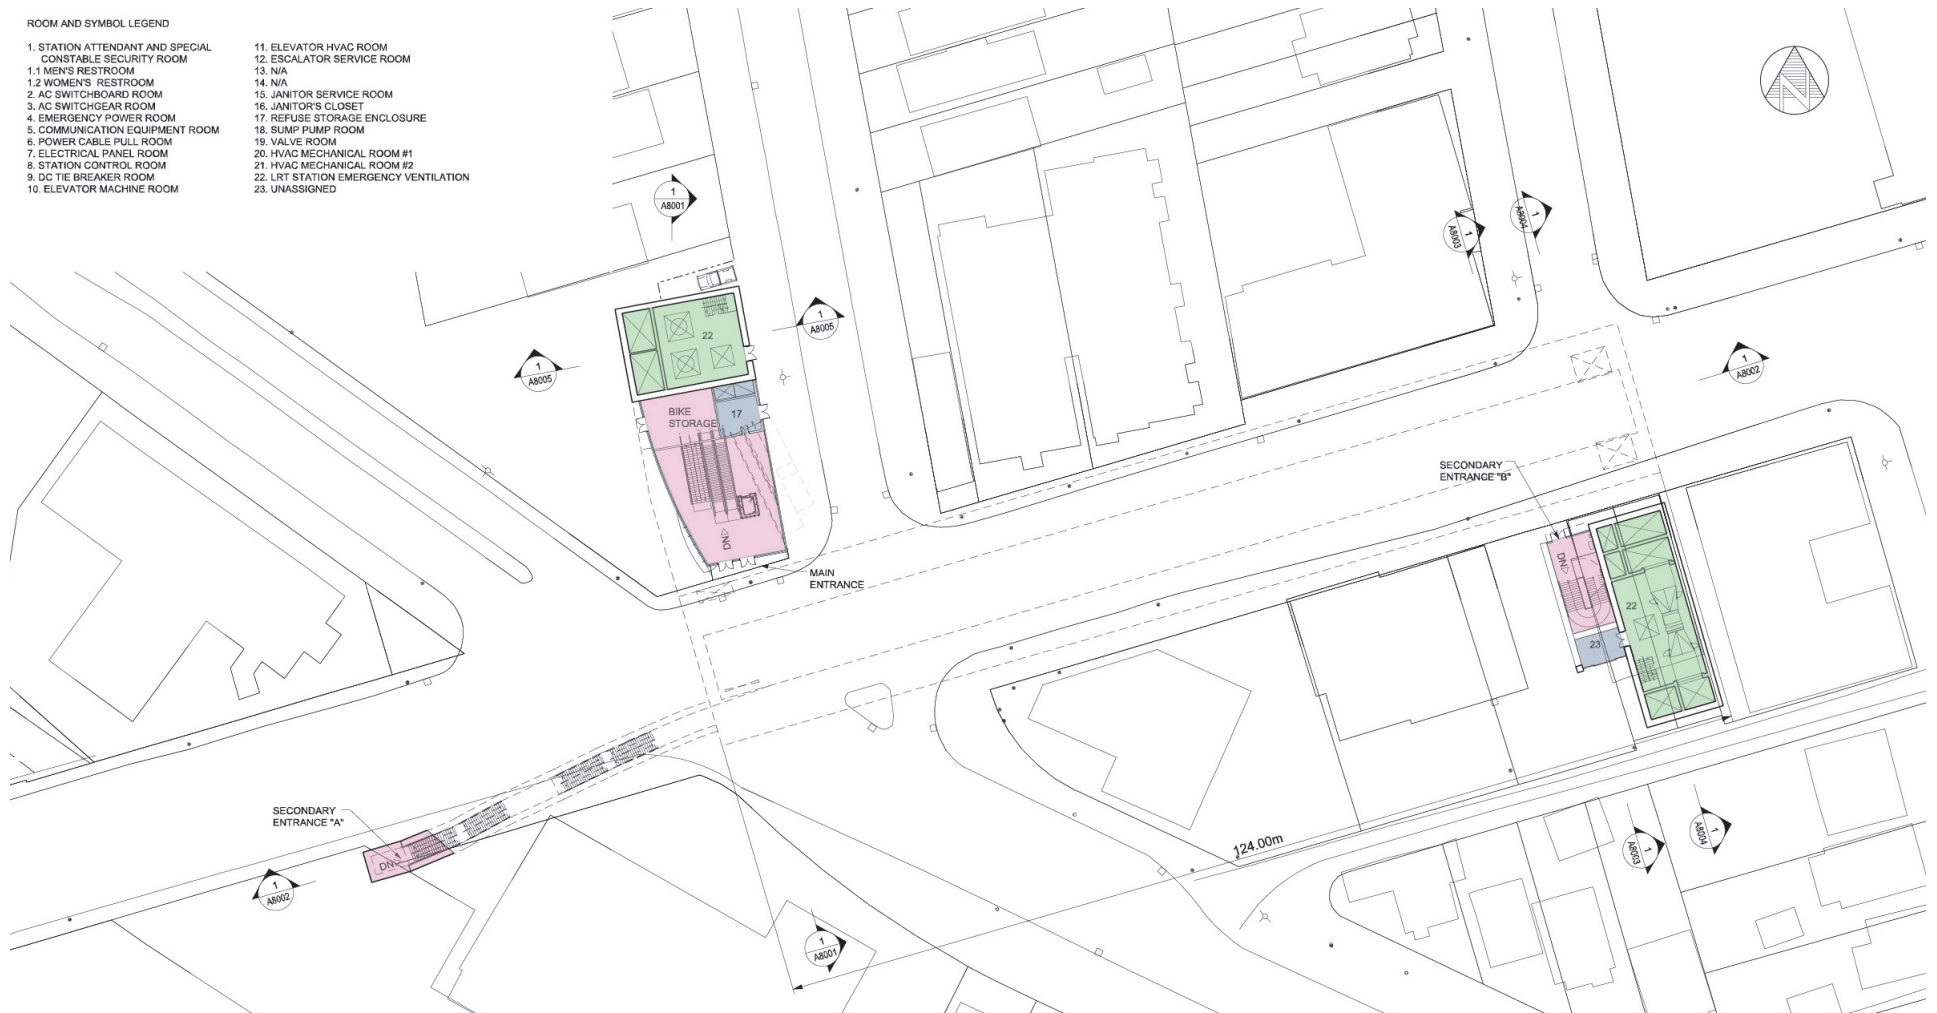 ROOM AND SYMBOL LEGEND
1. STATION ATTENDANT AND SPECIAL
CONSTABLE SECURITY ROOM
1.1 MEN'S RESTROOM
1.2 WOMEN'S RESTROOM
2. AC SWITCHBOARD ROOM
3. AC SWITCHGEAR ROOM
4. EMERGENCY POWER ROOM
5. COMMUNICATION EQUIPMENT ROOM
6. POWER CABLE PULL ROOM
7. ELECTRICAL PANEL ROOM
8. STATION CONTROL ROOM
9. DC TIE BREAKER ROOM
10. ELEVATOR MACHINE ROOM
11. ELEVATOR HVAC ROOM
12. ESCALATOR SERVICE ROOM
13. N/A
14. N/A
15. JANITOR SERVICE ROOM
16. JANITOR'S CLOSET
17. REFUSE STORAGE ENCLOSURE
18. SUMP PUMP ROOM
19. VALVE ROOM
20. HVAC MECHANICAL ROOM #1
21. HVAC MECHANICAL ROOM #2
22. LRT STATION EMERGENCY VENTILATION
23. UNASSIGNED
N
1
A8001
1
A8004
1
A8003
1
A8005
22
1
A8005
1
A8002
BIKE
STORAGE
17
DN
MAIN
ENTRANCE
SECONDARY
ENTRANCE "B"
DN
22
23
SECONDARY
ENTRANCE "A"
DN
1
A8002
124.00m
1
A8004
1
A8003
1
A8001